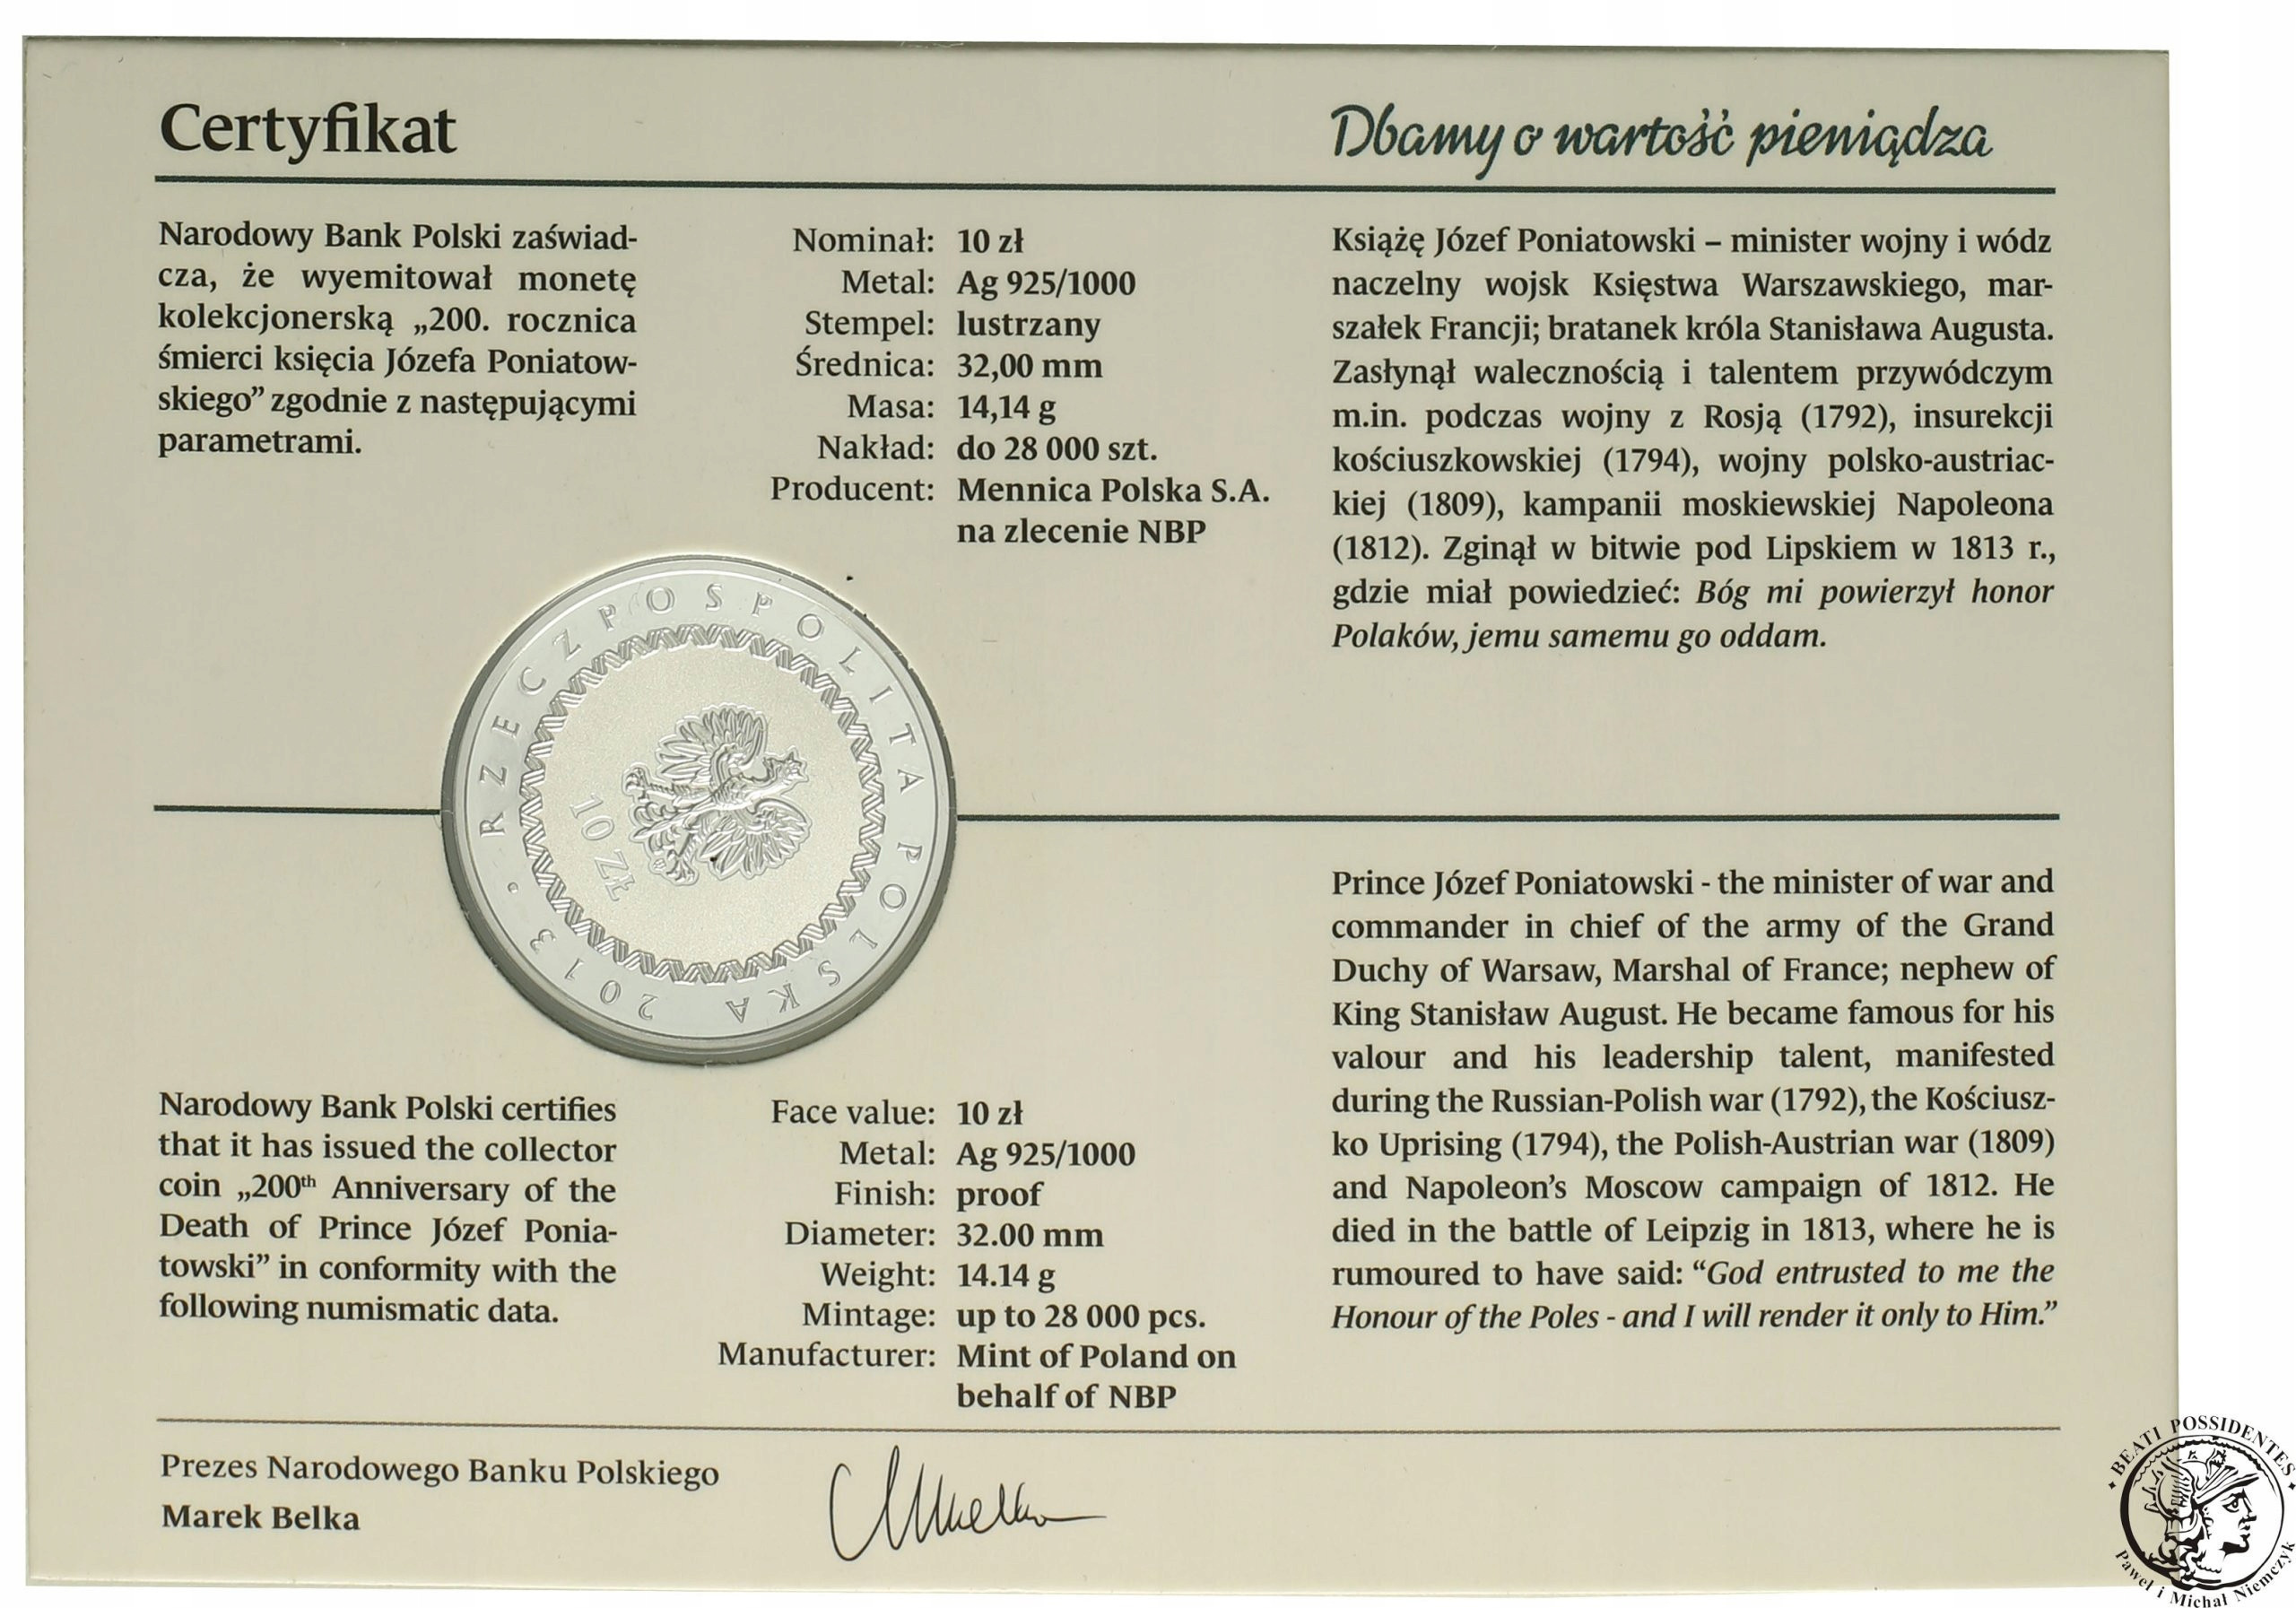 Certyfikat
Dbamy o wartość pieniądza
Narodowy Bank Polski zaświad-
cza, że wyemitował monetę
kolekcjonerską „200. rocznica
śmierci księcia Józefa Poniatow-
skiego” zgodnie z następującymi
parametrami.
Nominał: 10 zł
Metal: Ag 925/1000
Stempel: lustrzany
Średnica: 32,00 mm
Masa: 14,14 g
Nakład: do 28 000 szt.
Producent: Mennica Polska S.A.
na zlecenie NBP
Książę Józef Poniatowski – minister wojny i wódz
naczelny wojsk Księstwa Warszawskiego, mar-
szałek Francji; bratanek króla Stanisława Augusta.
Zasłynął walecznością i talentem przywódczym
m.in. podczas wojny z Rosją (1792), insurekcji
kościuszkowskiej (1794), wojny polsko-austriac-
kiej (1809), kampanii moskiewskiej Napoleona
(1812). Zginął w bitwie pod Lipskiem w 1813 r.,
gdzie miał powiedzieć: Bóg mi powierzył honor
Polaków, jemu samemu go oddam.
RZECZPOSPOLITA POLSKA 2013 •
10 ZŁ
Narodowy Bank Polski certifies
that it has issued the collector
coin „200th Anniversary of the
Death of Prince Józef Ponia-
towski” in conformity with the
following numismatic data.
Face value: 10 zł
Metal: Ag 925/1000
Finish: proof
Diameter: 32.00 mm
Weight: 14.14 g
Mintage: up to 28 000 pcs.
Manufacturer: Mint of Poland on
behalf of NBP
Prince Józef Poniatowski - the minister of war and
commander in chief of the army of the Grand
Duchy of Warsaw, Marshal of France; nephew of
King Stanisław August. He became famous for his
valour and his leadership talent, manifested
during the Russian-Polish war (1792), the Kościusz-
ko Uprising (1794), the Polish-Austrian war (1809)
and Napoleon’s Moscow campaign of 1812. He
died in the battle of Leipzig in 1813, where he is
rumoured to have said: “God entrusted to me the
Honour of the Poles - and I will render it only to Him.”
Prezes Narodowego Banku Polskiego
Marek Belka
• BEATI POSSIDENTES •
Paweł i Michał Niemczyk